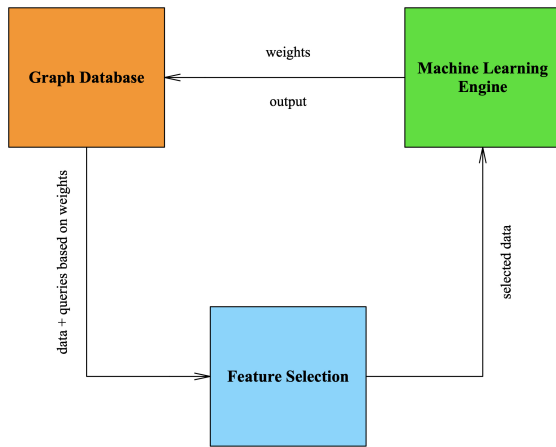 weights
Graph Database
Machine Learning
Engine
output
data + queries based on weights
selected data
Feature Selection